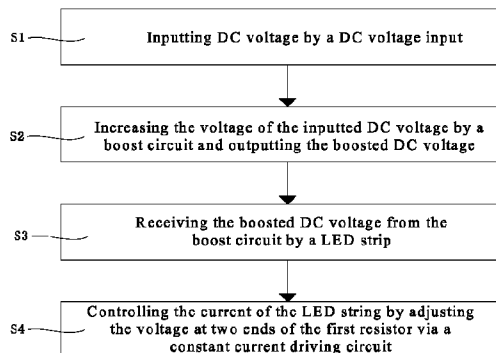 S1
Inputting DC voltage by a DC voltage input
S2
Increasing the voltage of the inputted DC voltage by a
boost circuit and outputting the boosted DC voltage
S3
Receiving the boosted DC voltage from the
boost circuit by a LED strip
S4
Controlling the current of the LED string by adjusting
the voltage at two ends of the first resistor via a
constant current driving circuit